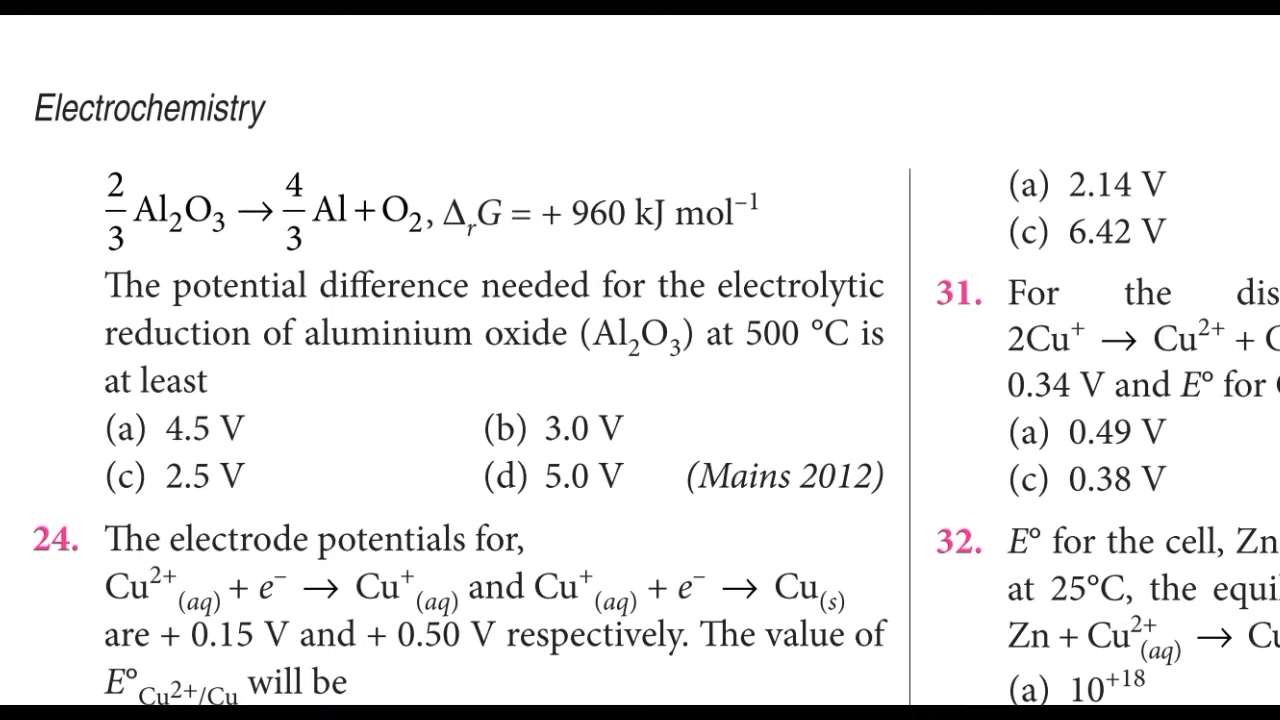 Electrochemistry
2/3 Al₂O₃ → 4/3 Al + O₂, ΔᵣG = + 960 kJ mol⁻¹
The potential difference needed for the electrolytic
reduction of aluminium oxide (Al₂O₃) at 500 °C is
at least
(a) 4.5 V (b) 3.0 V
(c) 2.5 V (d) 5.0 V (Mains 2012)
24. The electrode potentials for,
Cu²⁺(aq) + e⁻ → Cu⁺(aq) and Cu⁺(aq) + e⁻ → Cu(s)
are + 0.15 V and + 0.50 V respectively. The value of
E°Cu²⁺/Cu will be
(a) 2.14 V
(c) 6.42 V
31. For the dis
2Cu⁺ → Cu²⁺ +
0.34 V and E° for
(a) 0.49 V
(c) 0.38 V
32. E° for the cell, Zn
at 25°C, the equi
Zn + Cu²⁺(aq) →
(a) 10⁺¹⁸